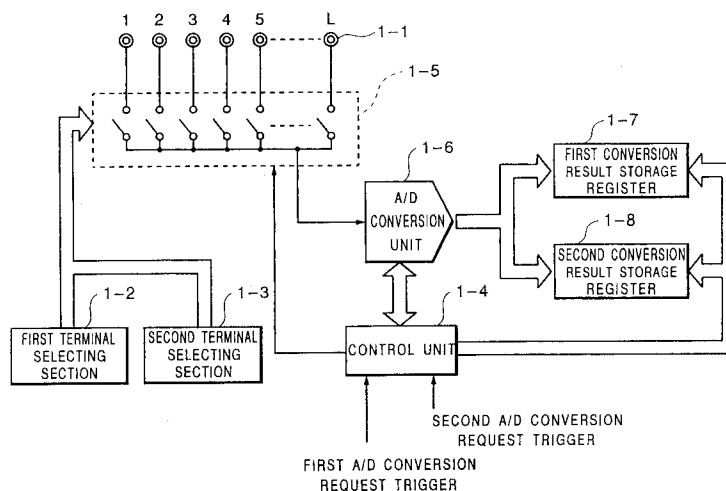 1 2 3 4 5 L
1-1
1-5
1-7
FIRST CONVERSION
RESULT STORAGE
REGISTER
1-6
A/D
CONVERSION
UNIT
1-8
SECOND CONVERSION
RESULT STORAGE
REGISTER
1-2
FIRST TERMINAL
SELECTING
SECTION
1-3
SECOND TERMINAL
SELECTING
SECTION
1-4
CONTROL UNIT
SECOND A/D CONVERSION
REQUEST TRIGGER
FIRST A/D CONVERSION
REQUEST TRIGGER